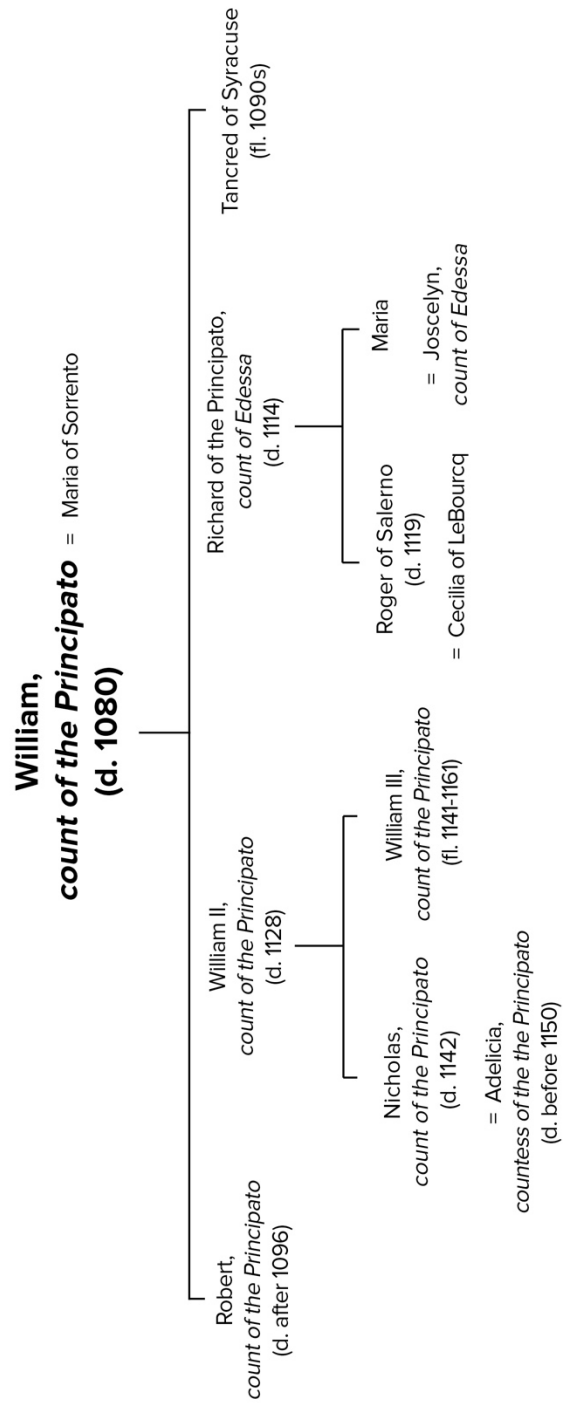 William,
count of the Principato = Maria of Sorrento
(d. 1080)
Robert,
count of the Principato
(d. after 1096)
William II,
count of the Principato
(d. 1128)
Richard of the Principato,
count of Edessa
(d. 1114)
Tancred of Syracuse
(fl. 1090s)
Nicholas,
count of the Principato
(d. 1142)
= Adelicia,
countess of the the Principato
(d. before 1150)
William III,
count of the Principato
(fl. 1141-1161)
Roger of Salerno
(d. 1119)
= Cecilia of LeBourcq
Maria
= Joscelyn,
count of Edessa